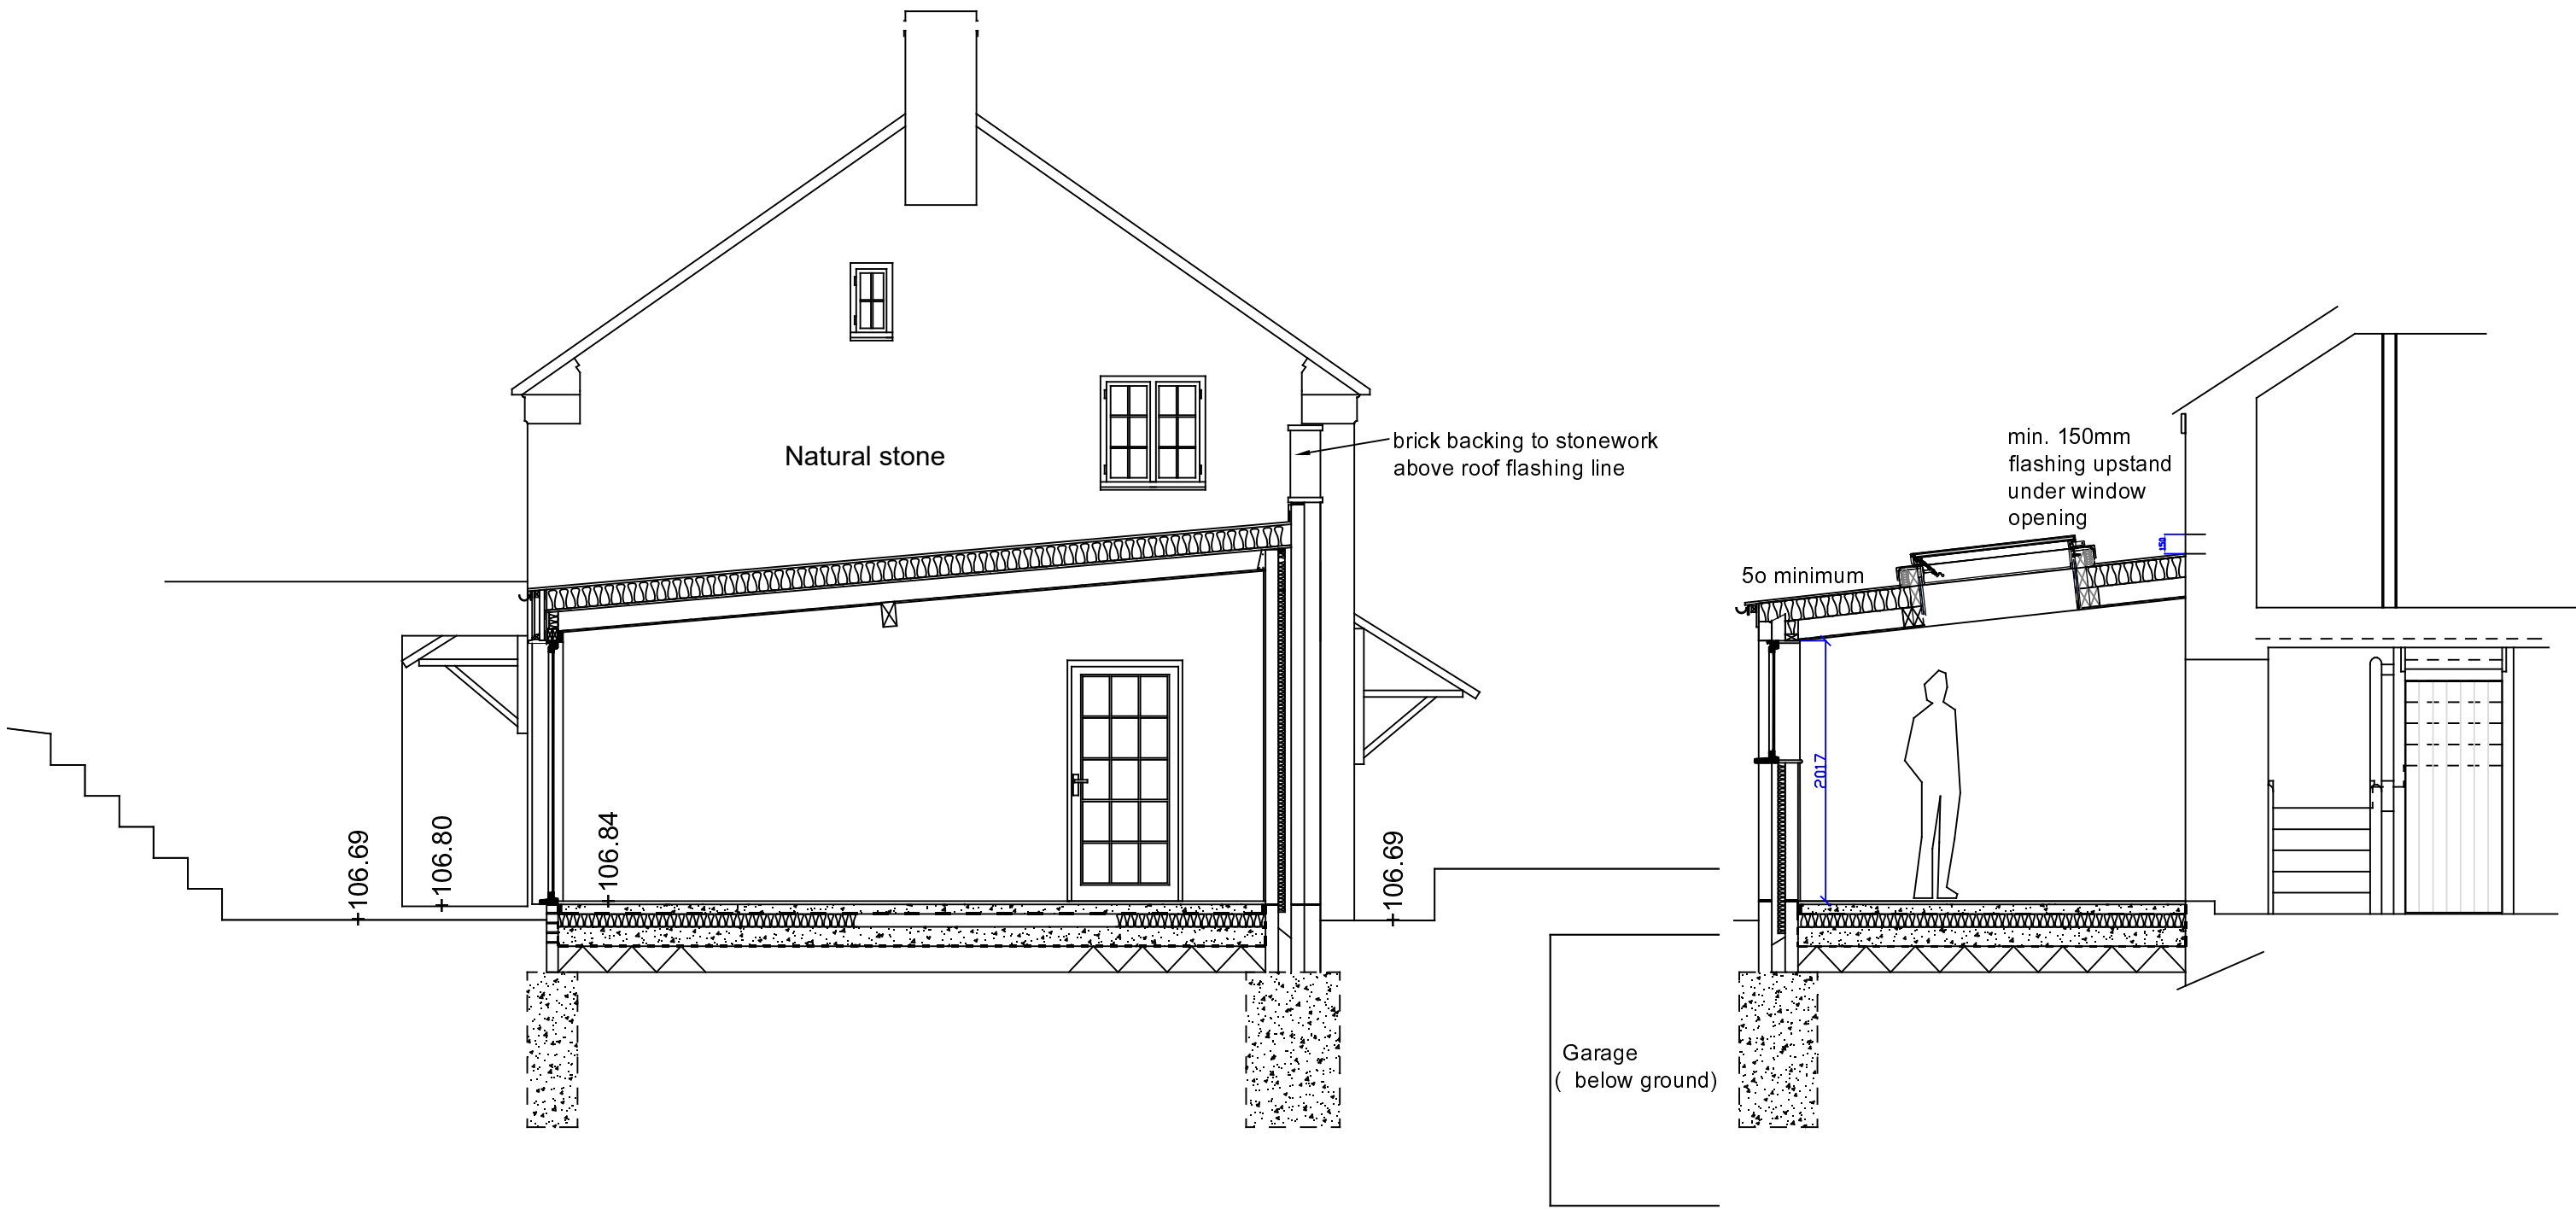 Natural stone
brick backing to stonework
above roof flashing line
min. 150mm
flashing upstand
under window
opening
150
5o minimum
2017
+106.69
+106.80
+106.84
+106.69
Garage
( below ground)